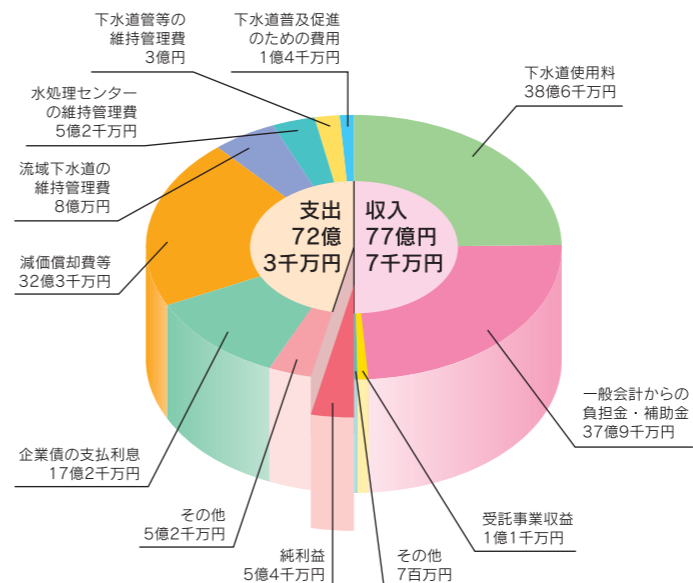 下水道管等の
維持管理費
3億円
下水道普及促進
のための費用
1億4千万円
水処理センター
の維持管理費
5億2千万円
流域下水道の
維持管理費
8億万円
減価償却費等
32億3千万円
企業債の支払利息
17億2千万円
その他
5億2千万円
純利益
5億4千万円
支出
72億
3千万円
収入
77億円
7千万円
下水道使用料
38億6千万円
一般会計からの
負担金・補助金
37億9千万円
受託事業収益
1億1千万円
その他
7百万円